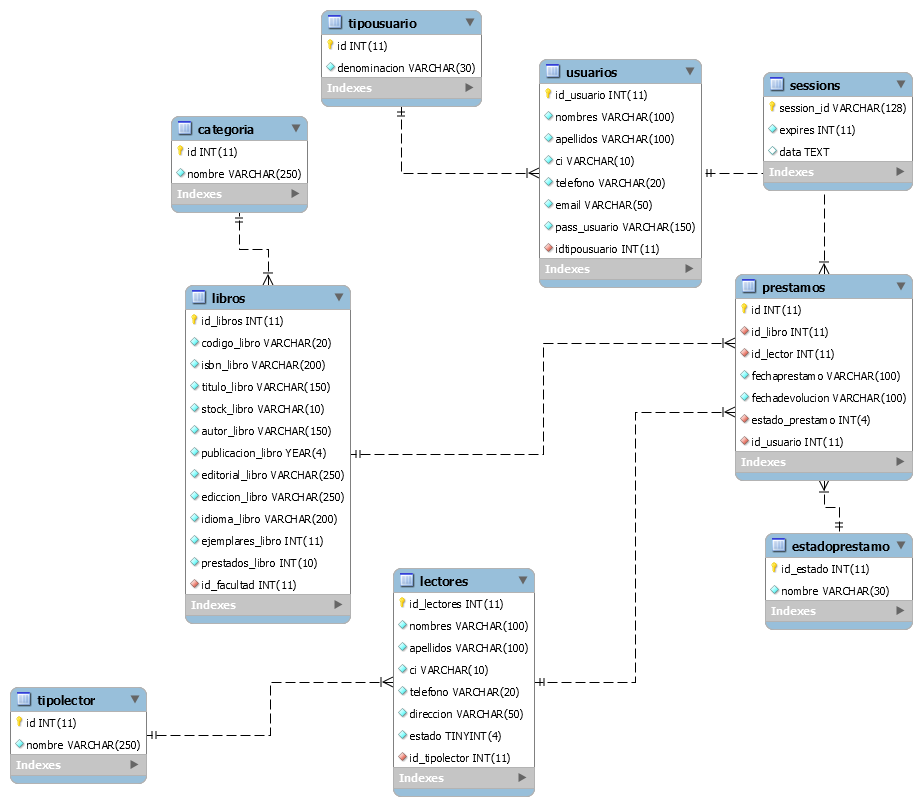 tipousuario
id INT(11)
denominacion VARCHAR(30)
Indexes
usuarios
id_usuario INT(11)
nombres VARCHAR(100)
apellidos VARCHAR(100)
ci VARCHAR(10)
telefono VARCHAR(20)
email VARCHAR(50)
pass_usuario VARCHAR(150)
idtipousuario INT(11)
Indexes
sessions
session_id VARCHAR(128)
expires INT(11)
data TEXT
Indexes
categoria
id INT(11)
nombre VARCHAR(250)
Indexes
libros
id_libros INT(11)
codigo_libro VARCHAR(20)
isbn_libro VARCHAR(200)
titulo_libro VARCHAR(150)
stock_libro VARCHAR(10)
autor_libro VARCHAR(150)
publicacion_libro YEAR(4)
editorial_libro VARCHAR(250)
ediccion_libro VARCHAR(250)
idioma_libro VARCHAR(200)
ejemplares_libro INT(11)
prestados_libro INT(10)
id_facultad INT(11)
Indexes
prestamos
id INT(11)
id_libro INT(11)
id_lector INT(11)
fechaprestamo VARCHAR(100)
fechadevolucion VARCHAR(100)
estado_prestamo INT(4)
id_usuario INT(11)
Indexes
estadoprestamo
id_estado INT(11)
nombre VARCHAR(30)
Indexes
lectores
id_lectores INT(11)
nombres VARCHAR(100)
apellidos VARCHAR(100)
ci VARCHAR(10)
telefono VARCHAR(20)
direccion VARCHAR(50)
estado TINYINT(4)
id_tipolector INT(11)
Indexes
tipolector
id INT(11)
nombre VARCHAR(250)
Indexes